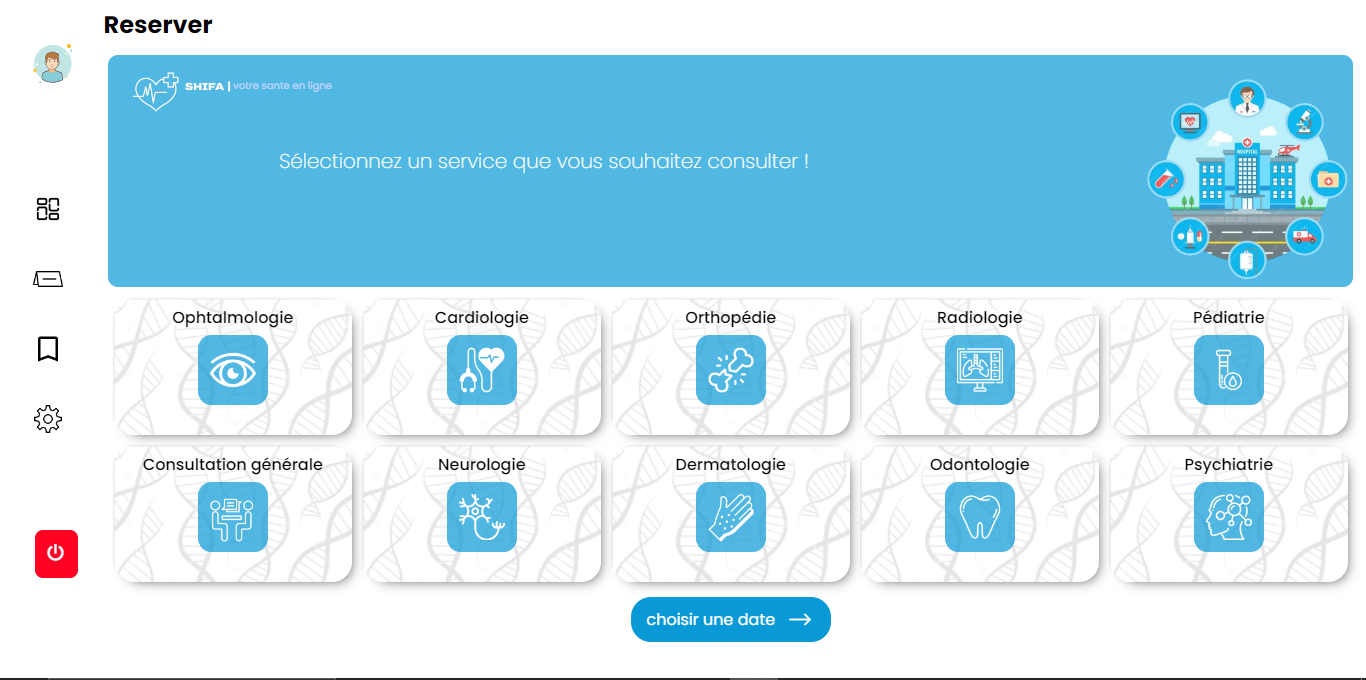 Reserver
SHIFA | votre sante en ligne
Sélectionnez un service que vous souhaitez consulter !
HOSPITAL
Ophtalmologie
Cardiologie
Orthopédie
Radiologie
Pédiatrie
Consultation générale
Neurologie
Dermatologie
Odontologie
Psychiatrie
choisir une date